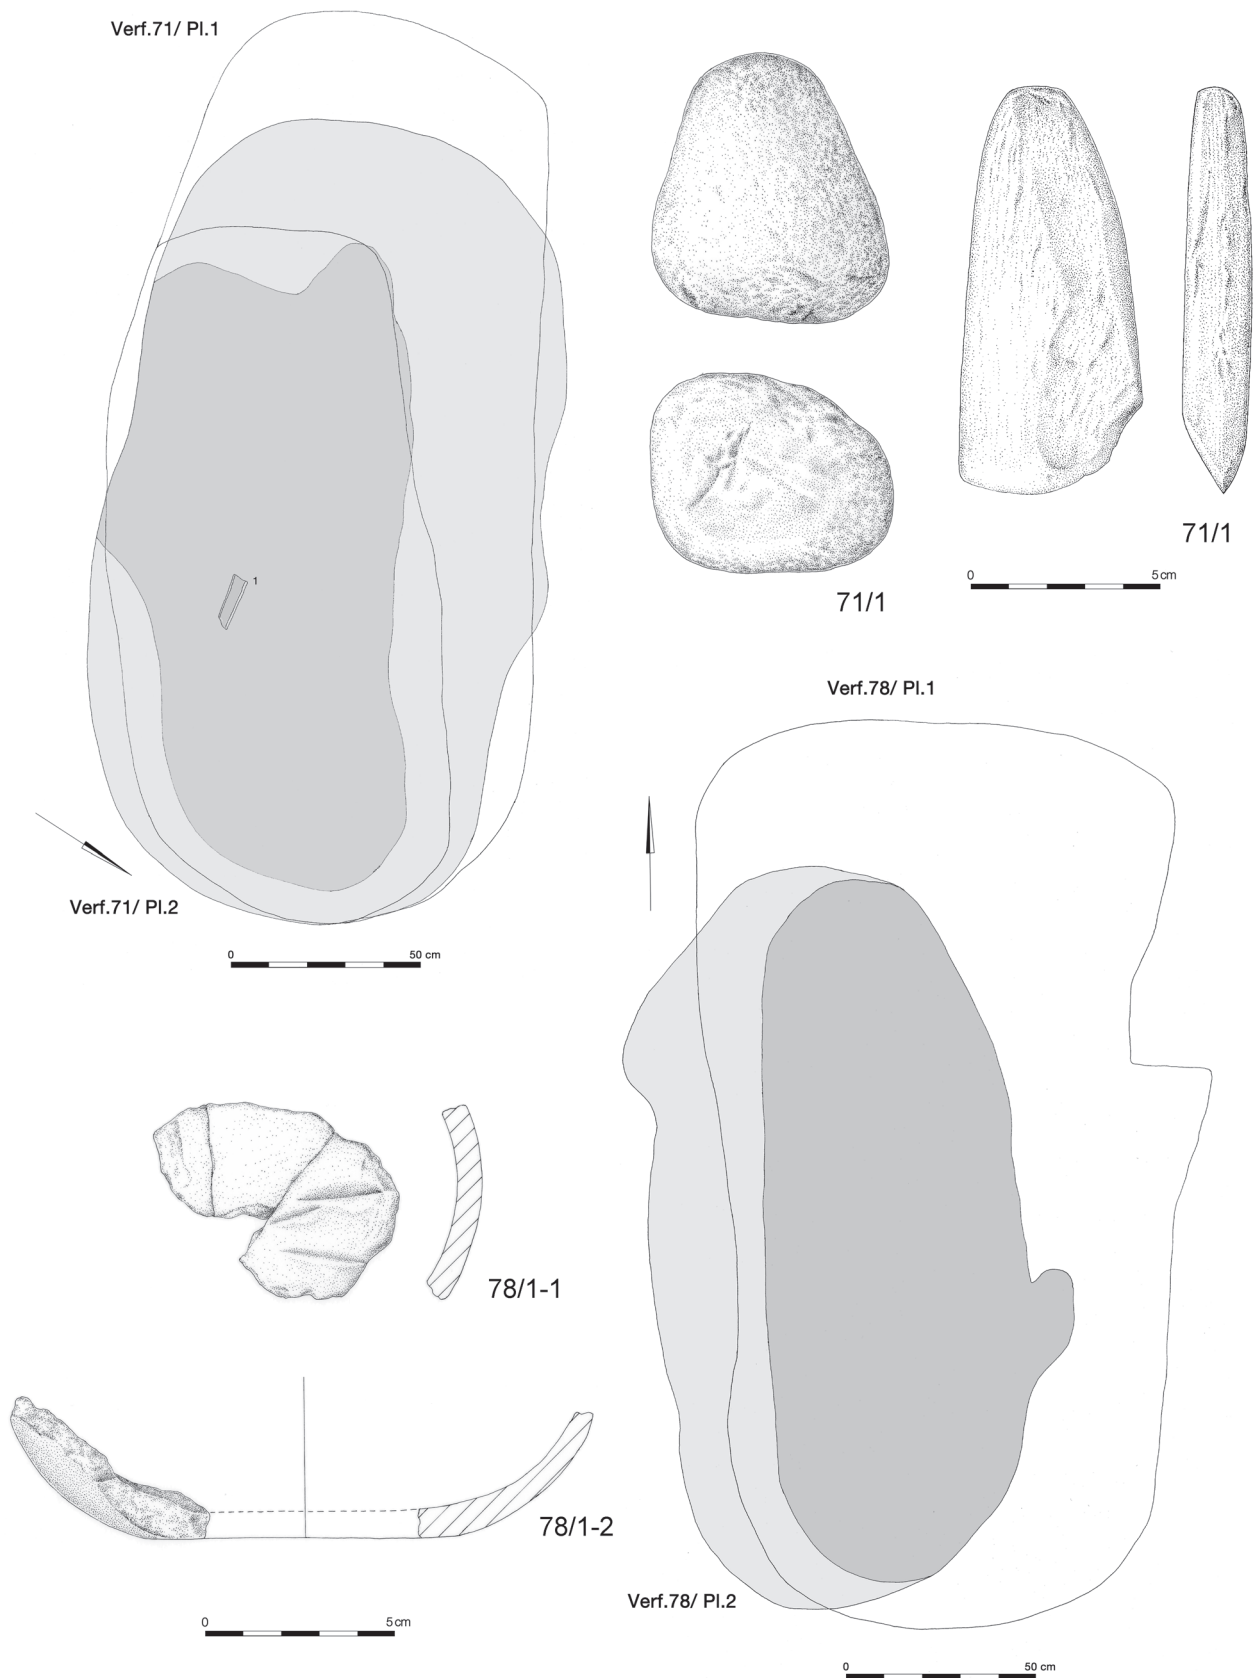 Verf.71/ Pl.1
1
71/1
71/1
0 5 cm
Verf.71/ Pl.2
0 50 cm
Verf.78/ Pl.1
78/1-1
78/1-2
0 5 cm
Verf.78/ Pl.2
0 50 cm